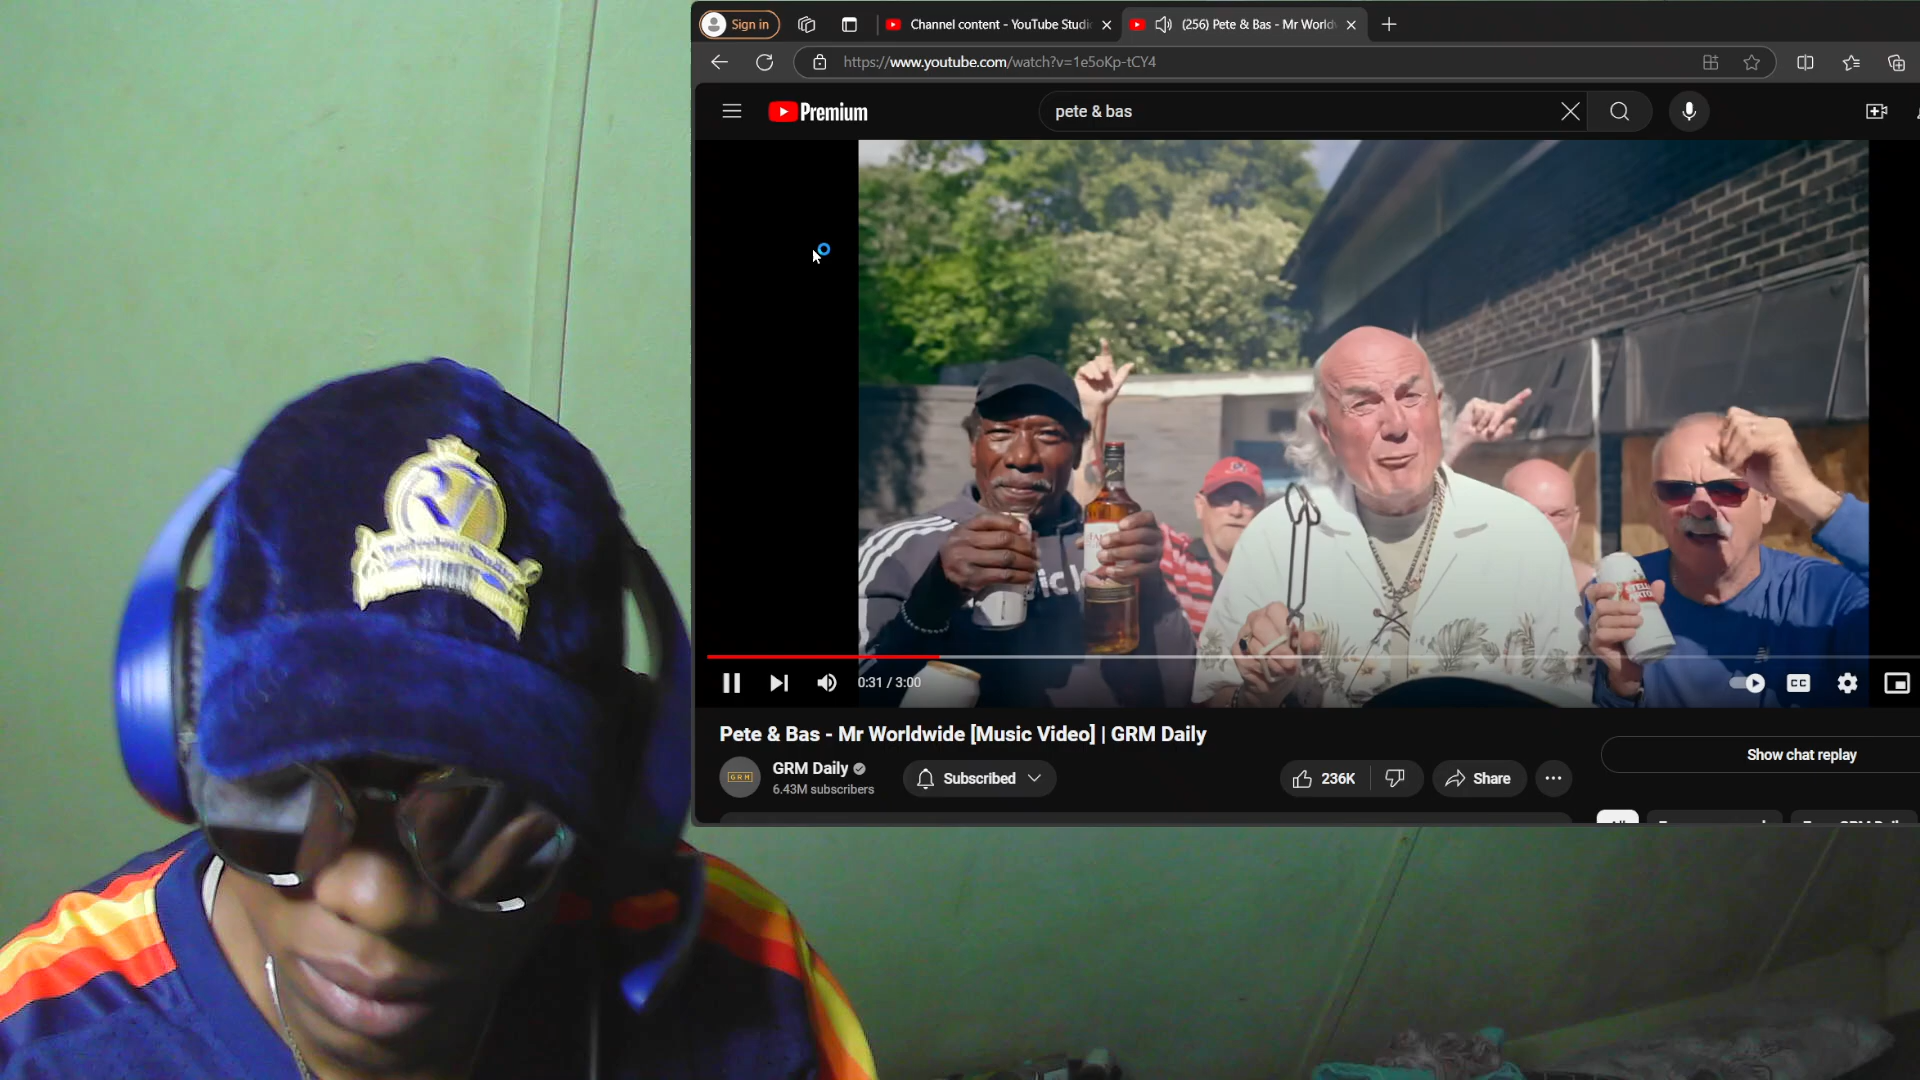 Sign in
Channel content - YouTube Studi
(256) Pete & Bas - Mr Worldw
https://www.youtube.com/watch?v=1e5oKp-tCY4
Premium
pete & bas
0:31 / 3:00
CC
Pete & Bas - Mr Worldwide [Music Video] | GRM Daily
Show chat replay
GRM
GRM Daily
6.43M subscribers
Subscribed
236K
Share